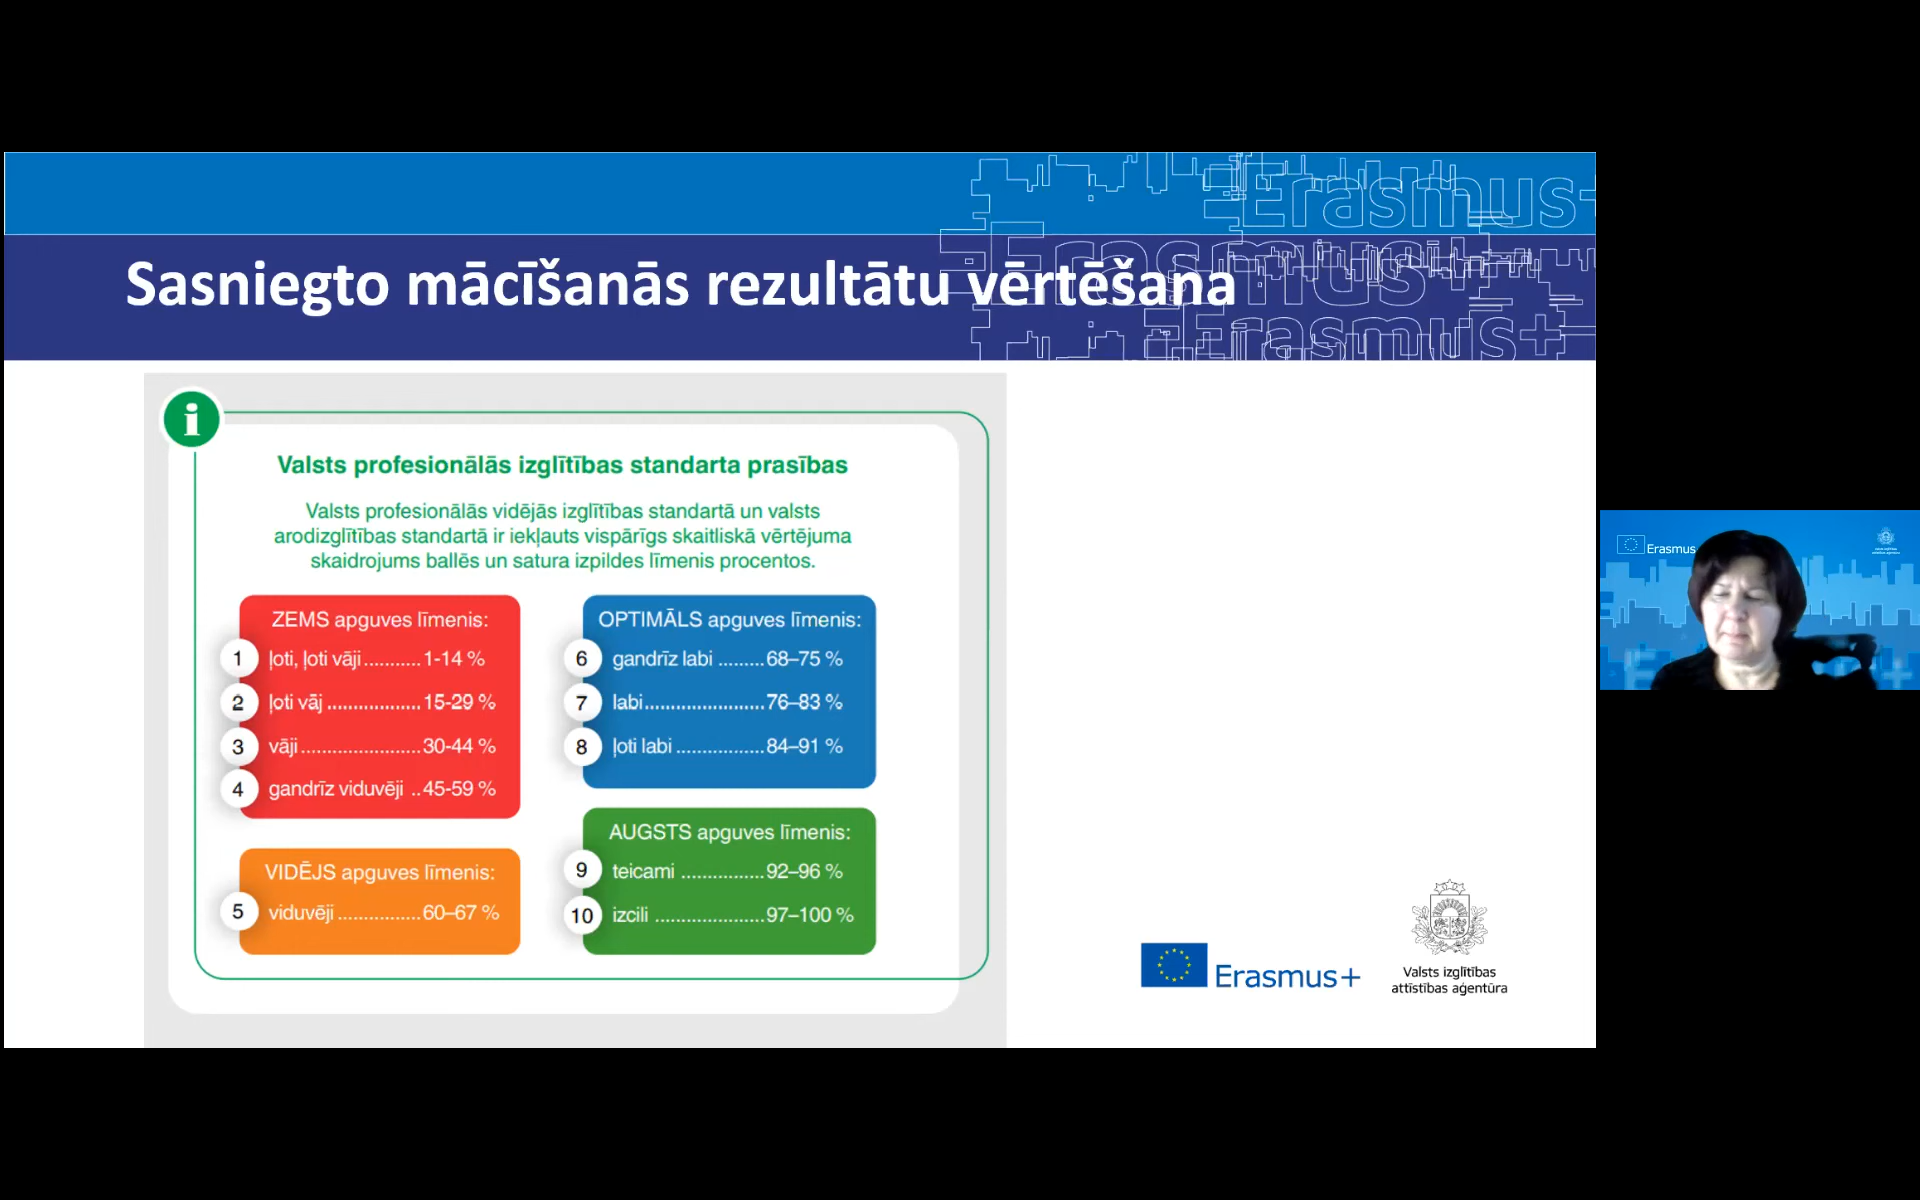 Erasmus+
Erasmus+
Erasmus+
Sasniegto mācīšanās rezultātu vērtēšana
i
Valsts profesionālās izglītības standarta prasības
Valsts profesionālās vidējās izglītības standartā un valsts
arodizglītības standartā ir iekļauts vispārīgs skaitliskā vērtējuma
skaidrojums ballēs un satura izpildes līmenis procentos.
ZEMS apguves līmenis:
1 ļoti, ļoti vāji...........1-14 %
2 ļoti vāj ..................15-29 %
3 vāji.......................30-44 %
4 gandrīz viduvēji ..45-59 %
VIDĒJS apguves līmenis:
5 viduvēji................60–67 %
OPTIMĀLS apguves līmenis:
6 gandrīz labi .........68–75 %
7 labi.......................76–83 %
8 ļoti labi .................84–91 %
AUGSTS apguves līmenis:
9 teicami ................92–96 %
10 izcili .....................97–100 %
Erasmus+
Valsts izglītības
attīstības aģentūra
Erasmus